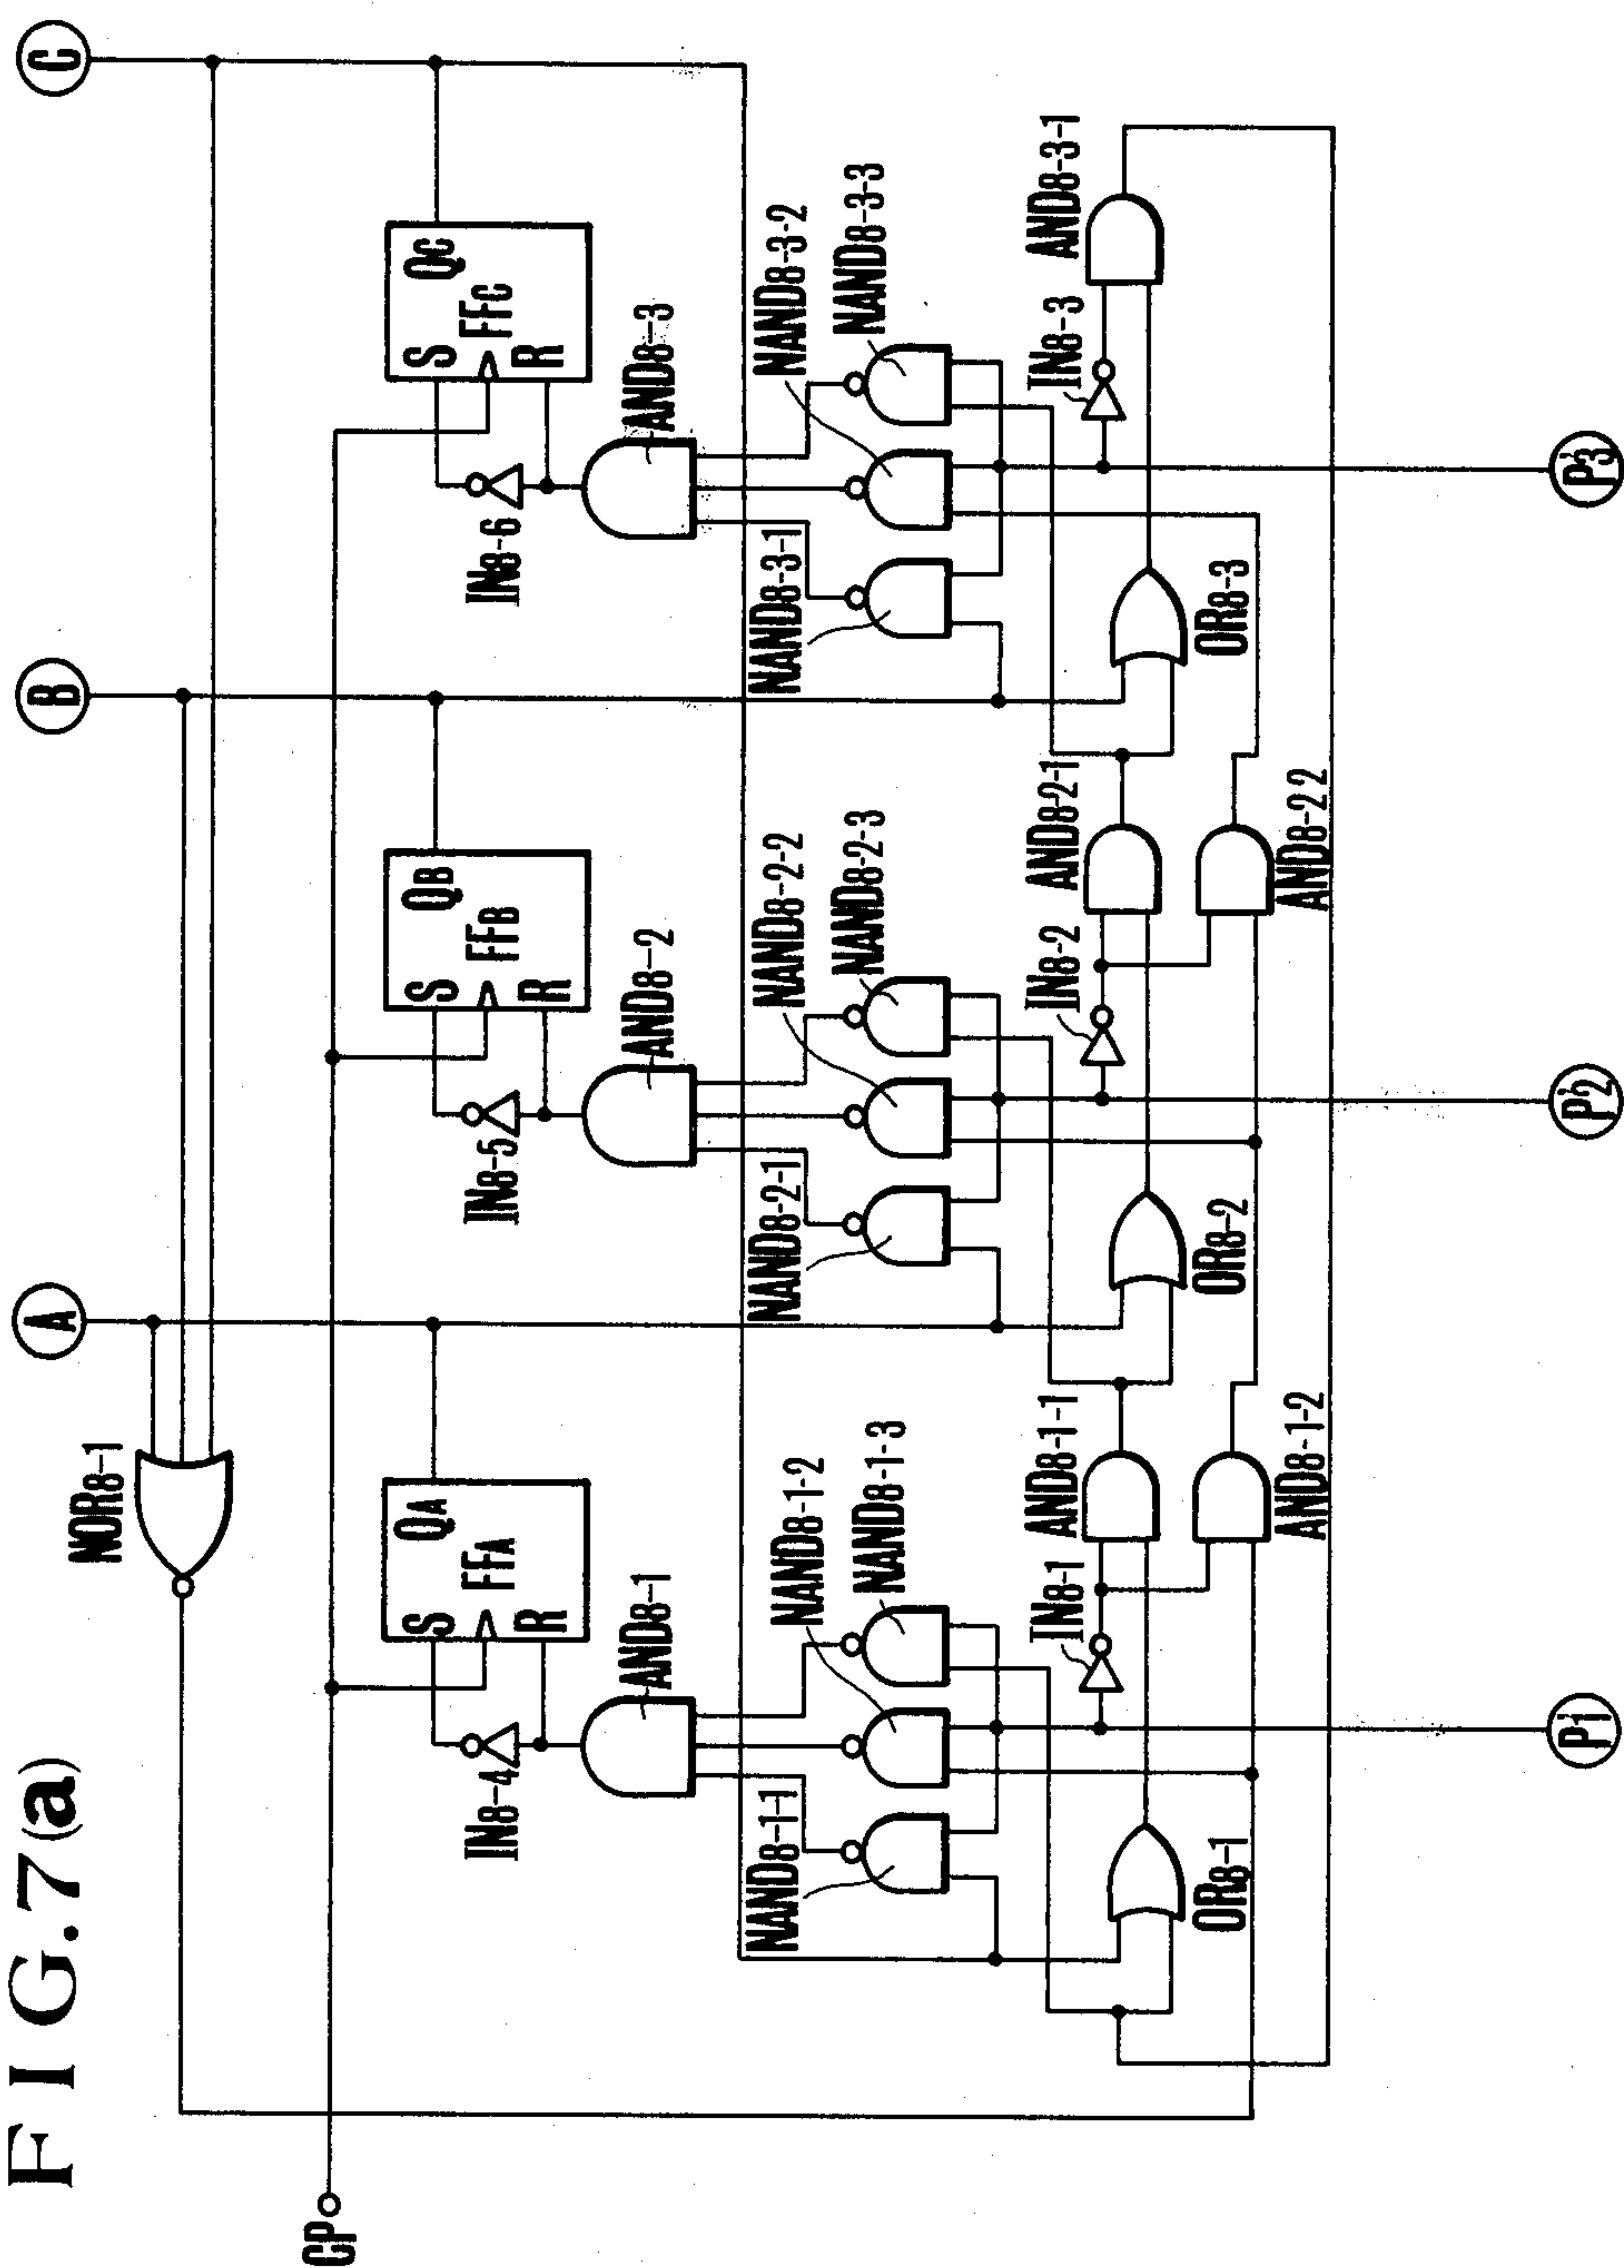 FIG.7(a)
A
B
C
NOR8-1
CP
S
QA
FFA
R
S
QB
FFB
R
S
QC
FFC
R
IN8-4
IN8-5
IN8-6
AND8-1
AND8-2
AND8-3
NAND8-1-1
NAND8-1-2
NAND8-1-3
NAND8-2-1
NAND8-2-2
NAND8-2-3
NAND8-3-1
NAND8-3-2
NAND8-3-3
IN8-1
AND8-1-1
IN8-2
AND8-2-1
IN8-3
AND8-3-1
OR8-1
AND8-1-2
OR8-2
AND8-22
OR8-3
P'1
P'2
P'3